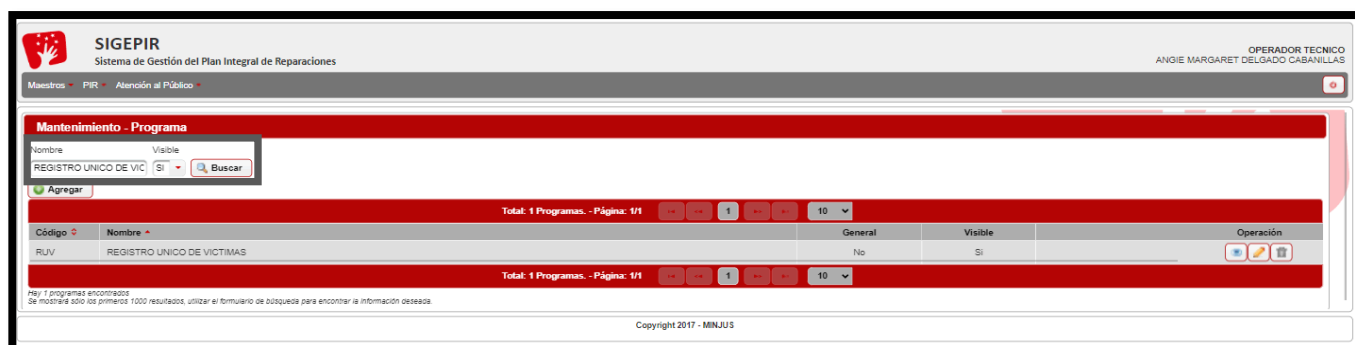 SIGEPIR
Sistema de Gestión del Plan Integral de Reparaciones
OPERADOR TECNICO
ANGIE MARGARET DELGADO CABANILLAS
Maestros PIR Atención al Público
Mantenimiento - Programa
Nombre Visible
REGISTRO UNICO DE VIC SI Buscar
Agregar
Total: 1 Programas. - Página: 1/1 1 10
Código Nombre General Visible Operación
RUV REGISTRO UNICO DE VICTIMAS No Si
Total: 1 Programas. - Página: 1/1 1 10
Hay 1 programas encontrados
Se mostrará sólo los primeros 1000 resultados, utilizar el formulario de búsqueda para encontrar la información deseada.
Copyright 2017 - MINJUS